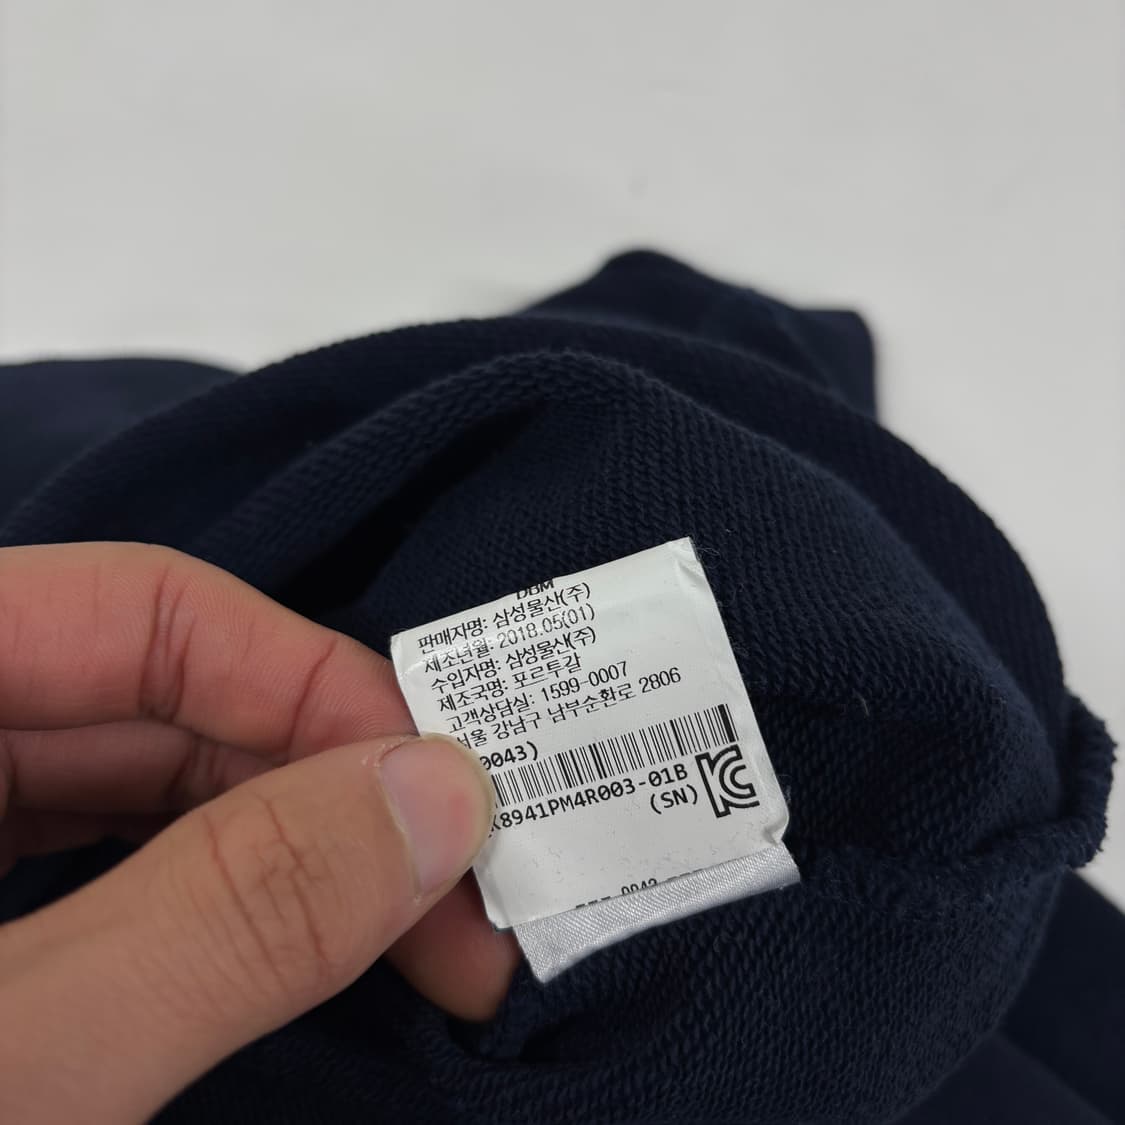 DBM
판매자명: 삼성물산(주)
제조년월: 2018.05(01)
수입자명: 삼성물산(주)
제조국명: 포르투갈
고객상담실: 1599-0007
서울 강남구 남부순환로 2806
0043)
K8941PM4R003-01B
(SN)
0043